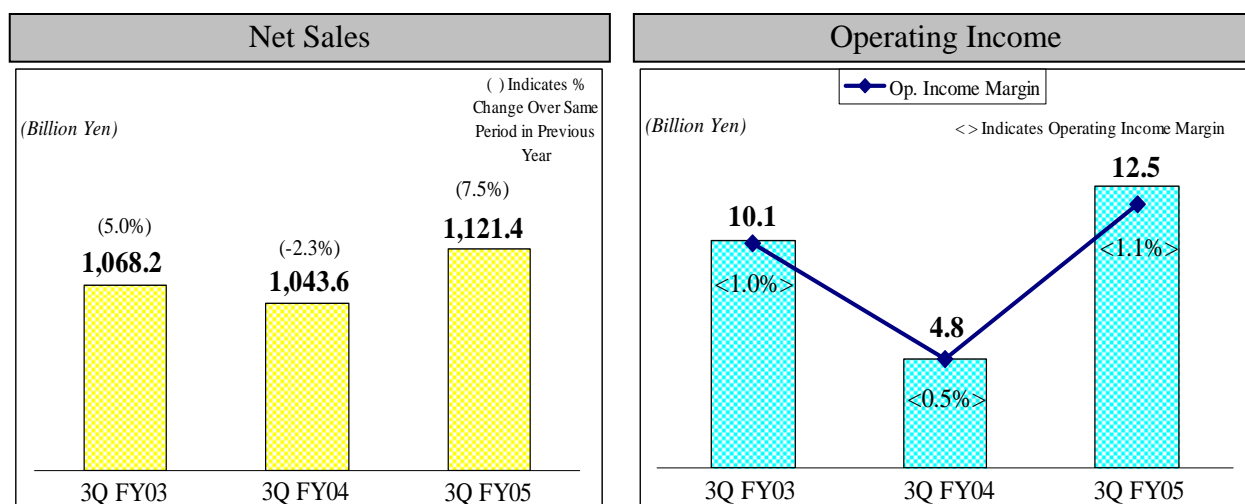 Net Sales
( ) Indicates %
Change Over Same
Period in Previous
Year
(Billion Yen)
(5.0%)
1,068.2
(-2.3%)
1,043.6
(7.5%)
1,121.4
3Q FY03
3Q FY04
3Q FY05
Operating Income
Op. Income Margin
(Billion Yen)
<> Indicates Operating Income Margin
10.1
<1.0%>
4.8
<0.5%>
12.5
<1.1%>
3Q FY03
3Q FY04
3Q FY05